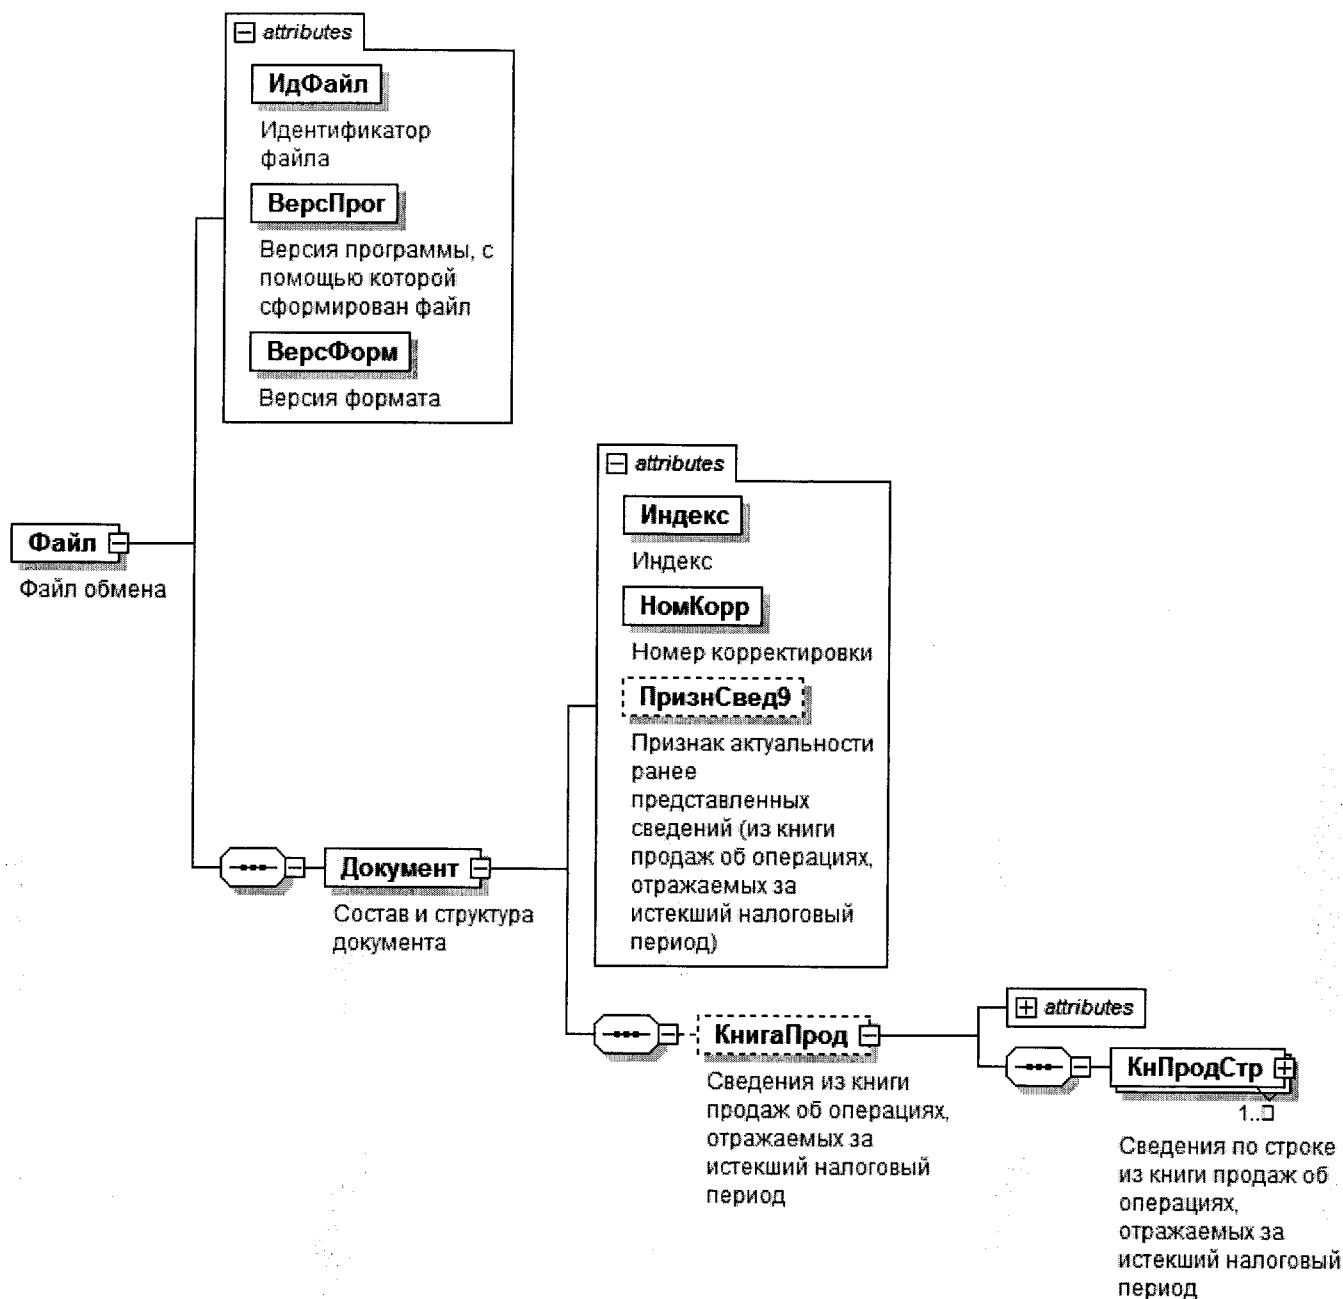 attributes
ИдФайл
Идентификатор
файла
ВерсПрог
Версия программы, с
помощью которой
сформирован файл
ВерсФорм
Версия формата
Файл
Файл обмена
attributes
Индекс
Индекс
НомКорр
Номер корректировки
ПризнСвед9
Признак актуальности
ранее
представленных
сведений (из книги
продаж об операциях,
отражаемых за
истекший налоговый
период)
Документ
Состав и структура
документа
attributes
КнигаПрод
Сведения из книги
продаж об операциях,
отражаемых за
истекший налоговый
период
КнПродСтр
1..
Сведения по строке
из книги продаж об
операциях,
отражаемых за
истекший налоговый
период